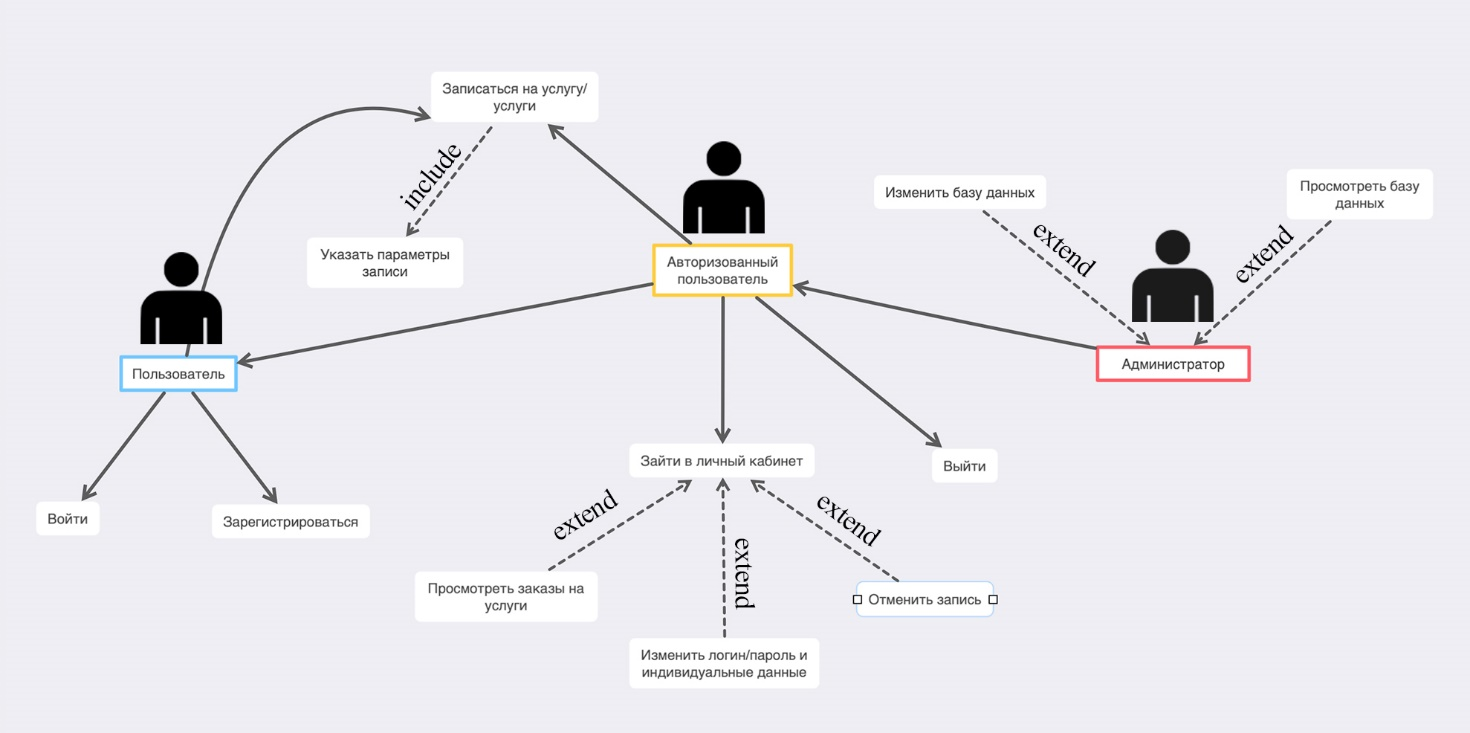 Записаться на услугу/
услуги
include
Указать параметры
записи
Авторизованный
пользователь
Изменить базу данных
Просмотреть базу
данных
extend
extend
Пользователь
Администратор
Войти
Зарегистрироваться
Зайти в личный кабинет
Выйти
extend
extend
extend
Просмотреть заказы на
услуги
Отменить запись
Изменить логин/пароль и
индивидуальные данные